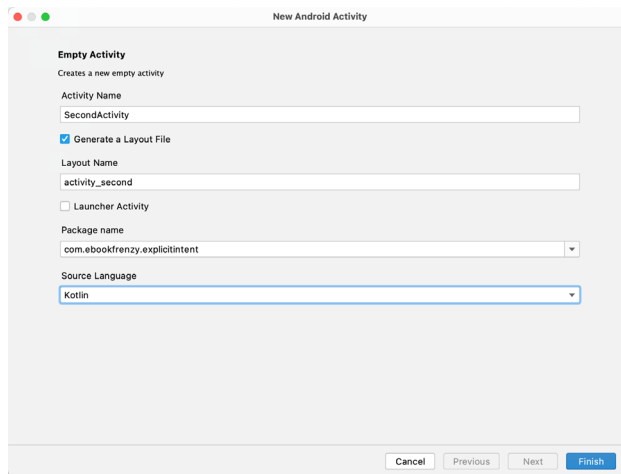 New Android Activity
Empty Activity
Creates a new empty activity
Activity Name
SecondActivity
Generate a Layout File
Layout Name
activity_second
Launcher Activity
Package name
com.ebookfrenzy.explicitintent
Source Language
Kotlin
Cancel Previous Next Finish